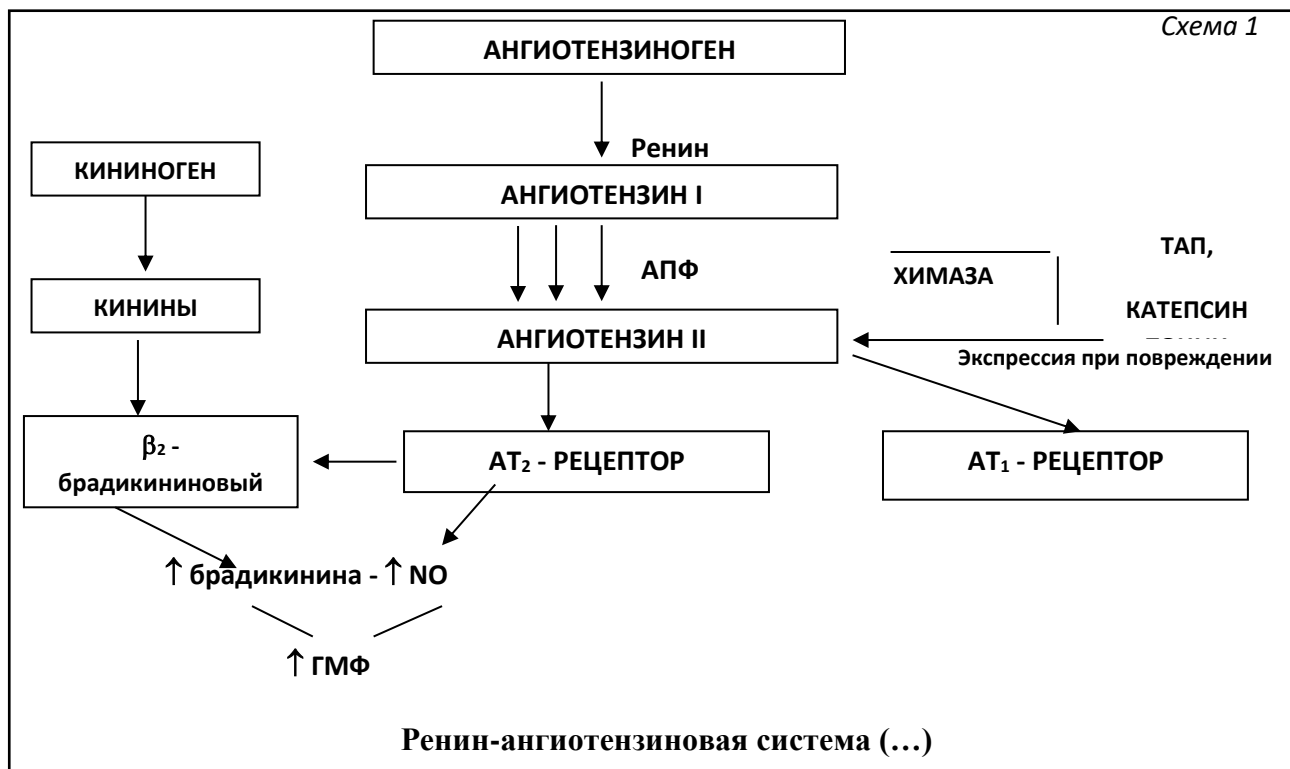 Схема 1
АНГИОТЕНЗИНОГЕН
Ренин
КИНИНОГЕН
АНГИОТЕНЗИН I
АПФ
ХИМАЗА
ТАП,
КАТЕПСИН
КИНИНЫ
АНГИОТЕНЗИН II
Экспрессия при повреждении
β₂ -
брадикининовый
АТ₂ - РЕЦЕПТОР
АТ₁ - РЕЦЕПТОР
↑ брадикинина - ↑ NO
↑ ГМФ
Ренин-ангиотензиновая система (…)